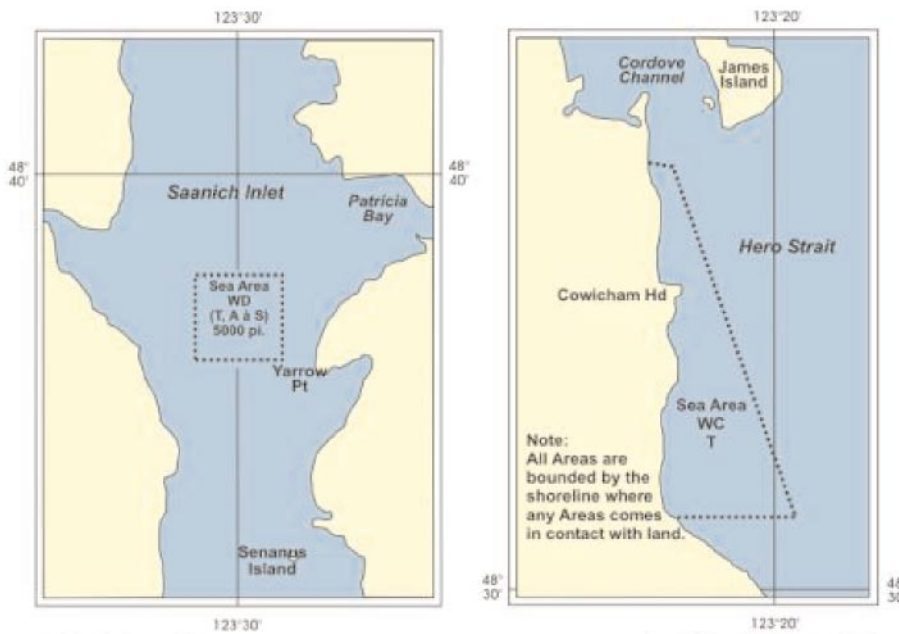 123°30'
48°
40'
48°
40'
Saanich Inlet
Patricia
Bay
Sea Area
WD
(T, A à S)
5000 pi.
Yarrow
Pt
Senanus
Island
123°30'
123°20'
Cordove
Channel
James
Island
Hero Strait
Cowicham Hd
Sea Area
WC
T
Note:
All Areas are
bounded by the
shoreline where
any Areas comes
in contact with land.
48°
30'
48°
30'
123°20'